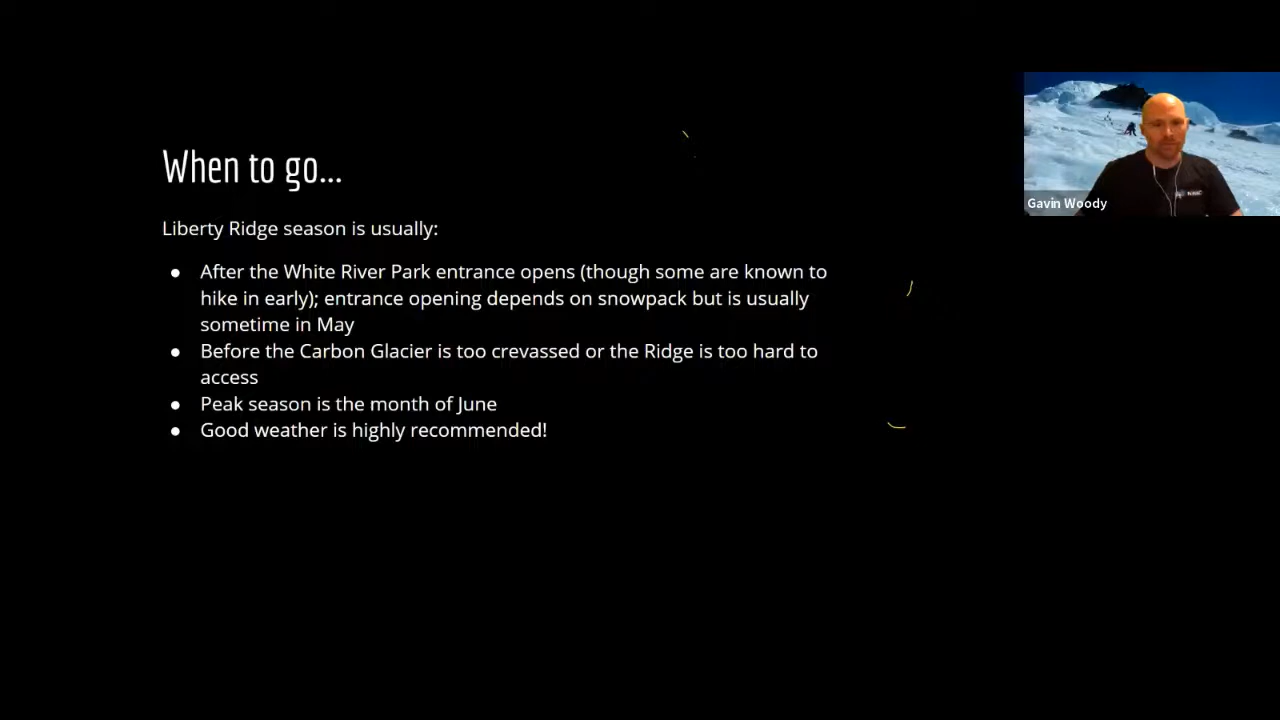 When to go...
Liberty Ridge season is usually:
● After the White River Park entrance opens (though some are known to
hike in early); entrance opening depends on snowpack but is usually
sometime in May
● Before the Carbon Glacier is too crevassed or the Ridge is too hard to
access
● Peak season is the month of June
● Good weather is highly recommended!
Gavin Woody